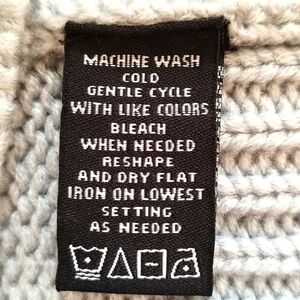 MACHINE WASH
COLD
GENTLE CYCLE
WITH LIKE COLORS
BLEACH
WHEN NEEDED
RESHAPE
AND DRY FLAT
IRON ON LOWEST
SETTING
AS NEEDED